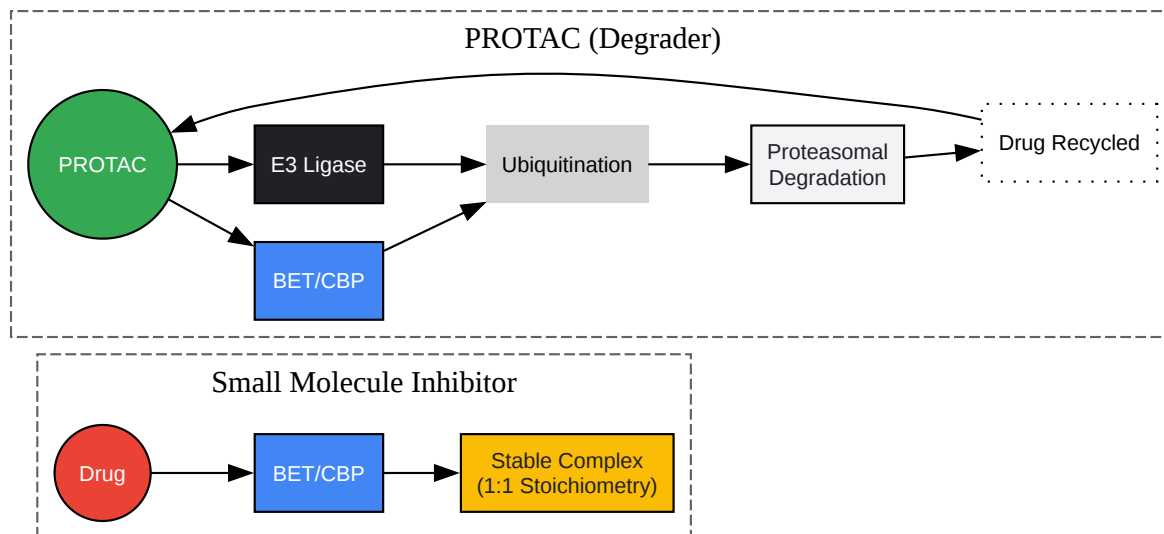 PROTAC (Degrader)
PROTAC
E3 Ligase
Ubiquitination
Proteasomal
Degradation
Drug Recycled
BET/CBP
Small Molecule Inhibitor
Drug
BET/CBP
Stable Complex
(1:1 Stoichiometry)